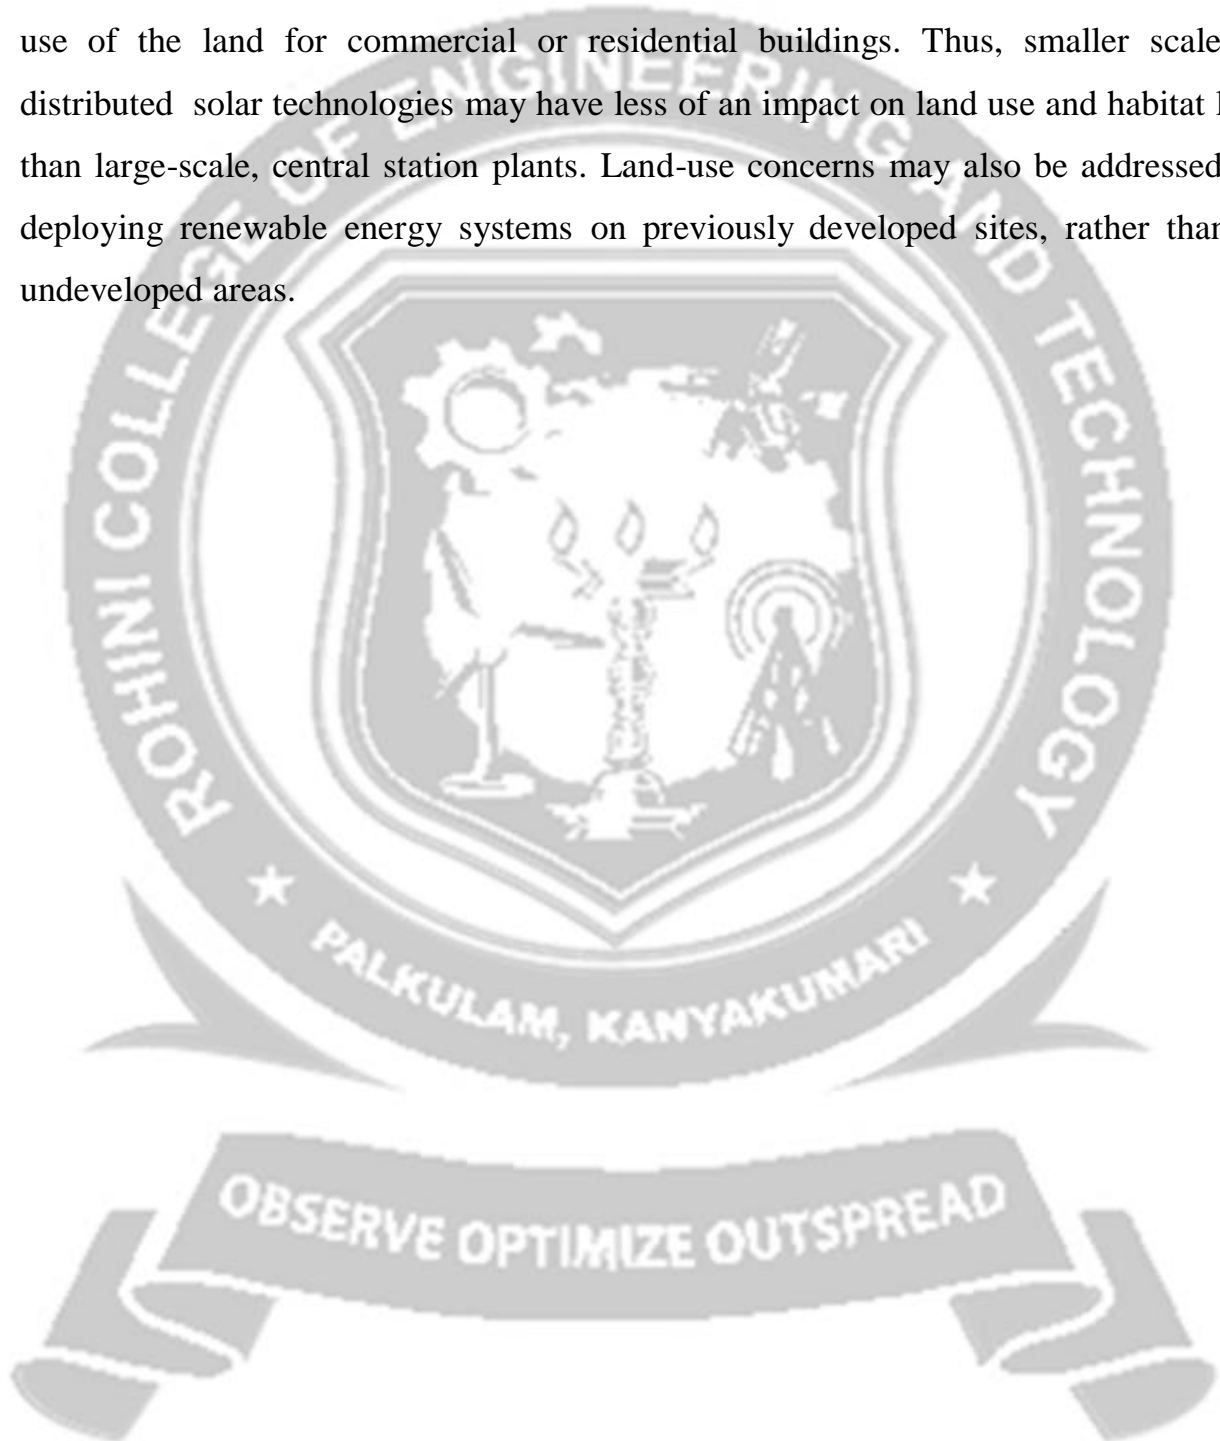 use of the land for commercial or residential buildings. Thus, smaller scale
distributed solar technologies may have less of an impact on land use and habitat
than large-scale, central station plants. Land-use concerns may also be addressed
deploying renewable energy systems on previously developed sites, rather than
undeveloped areas.
ROHINI COLLEGE OF ENGINEERING AND TECHNOLOGY
PALKULAM, KANYAKUMARI
OBSERVE OPTIMIZE OUTSPREAD